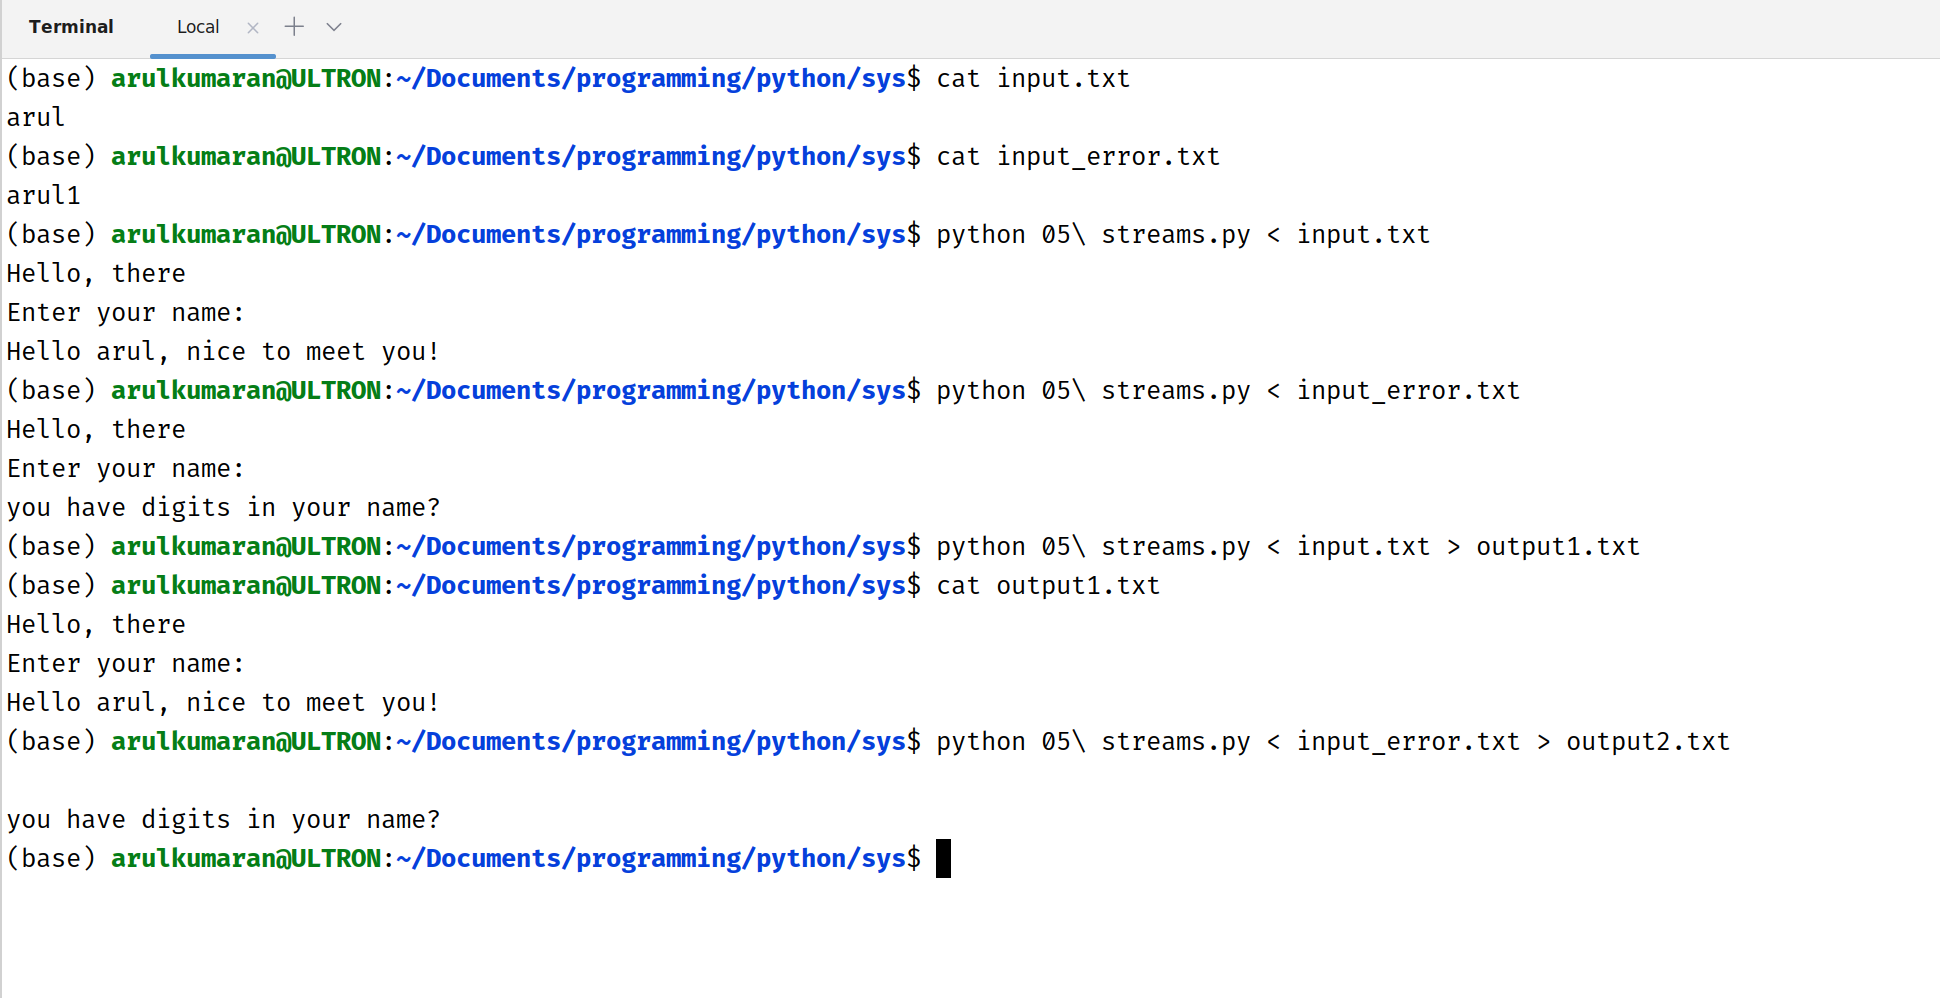 Terminal Local
(base) arulkumaran@ULTRON:~/Documents/programming/python/sys$ cat input.txt
arul
(base) arulkumaran@ULTRON:~/Documents/programming/python/sys$ cat input_error.txt
arul1
(base) arulkumaran@ULTRON:~/Documents/programming/python/sys$ python 05\ streams.py < input.txt
Hello, there
Enter your name:
Hello arul, nice to meet you!
(base) arulkumaran@ULTRON:~/Documents/programming/python/sys$ python 05\ streams.py < input_error.txt
Hello, there
Enter your name:
you have digits in your name?
(base) arulkumaran@ULTRON:~/Documents/programming/python/sys$ python 05\ streams.py < input.txt > output1.txt
(base) arulkumaran@ULTRON:~/Documents/programming/python/sys$ cat output1.txt
Hello, there
Enter your name:
Hello arul, nice to meet you!
(base) arulkumaran@ULTRON:~/Documents/programming/python/sys$ python 05\ streams.py < input_error.txt > output2.txt
you have digits in your name?
(base) arulkumaran@ULTRON:~/Documents/programming/python/sys$